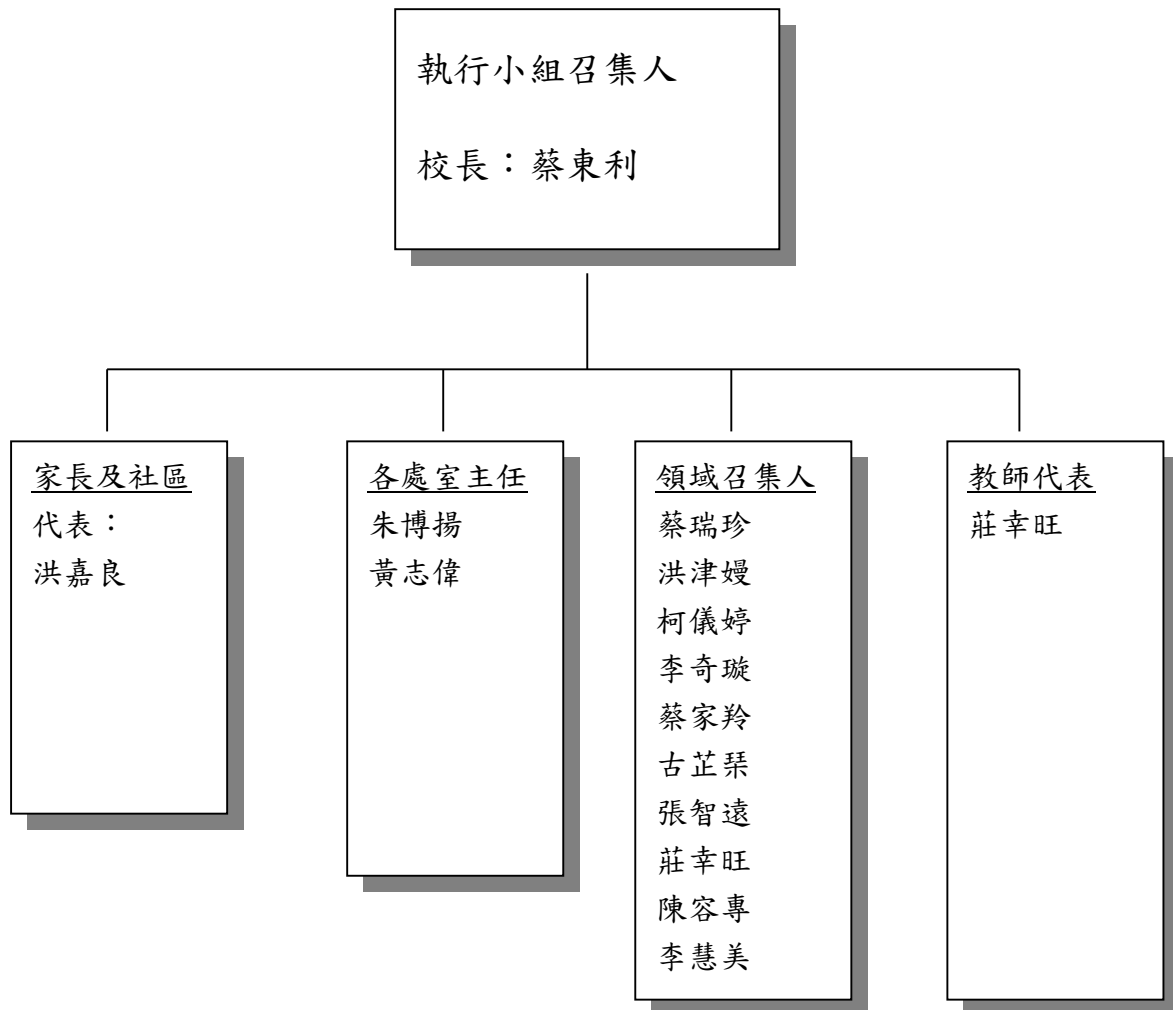 執行小組召集人
校長：蔡東利
家長及社區
代表：
洪嘉良
各處室主任
朱博揚
黃志偉
領域召集人
蔡瑞珍
洪津嫚
柯儀婷
李奇璇
蔡家羚
古芷琹
張智遠
莊幸旺
陳容專
李慧美
教師代表
莊幸旺